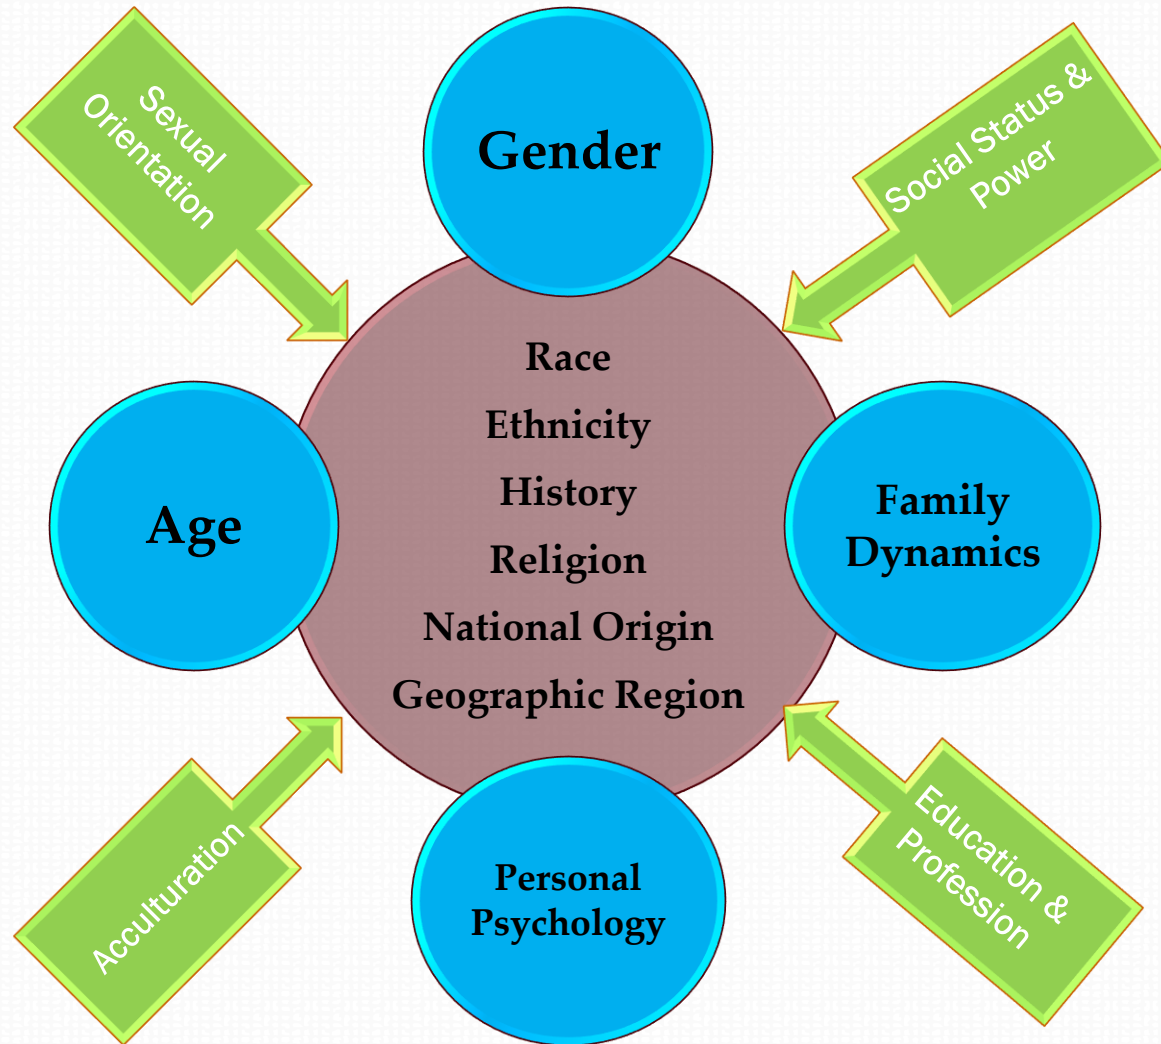 Sexual
Orientation
Gender
Social Status &
Power
Race
Ethnicity
History
Religion
National Origin
Geographic Region
Age
Family
Dynamics
Acculturation
Personal
Psychology
Education &
Profession